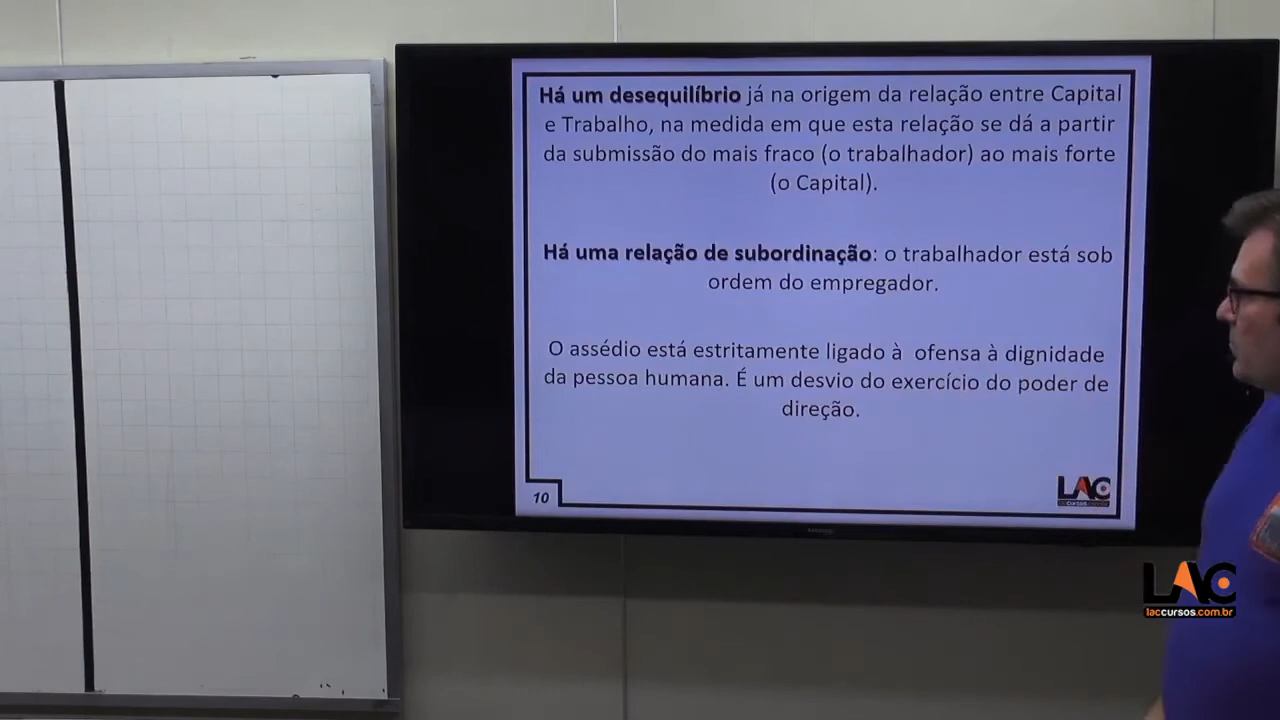 Há um desequilíbrio já na origem da relação entre Capital
e Trabalho, na medida em que esta relação se dá a partir
da submissão do mais fraco (o trabalhador) ao mais forte
(o Capital).
Há uma relação de subordinação: o trabalhador está sob
ordem do empregador.
O assédio está estritamente ligado à ofensa à dignidade
da pessoa humana. É um desvio do exercício do poder de
direção.
10
LAC
LAC
laccursos.com.br